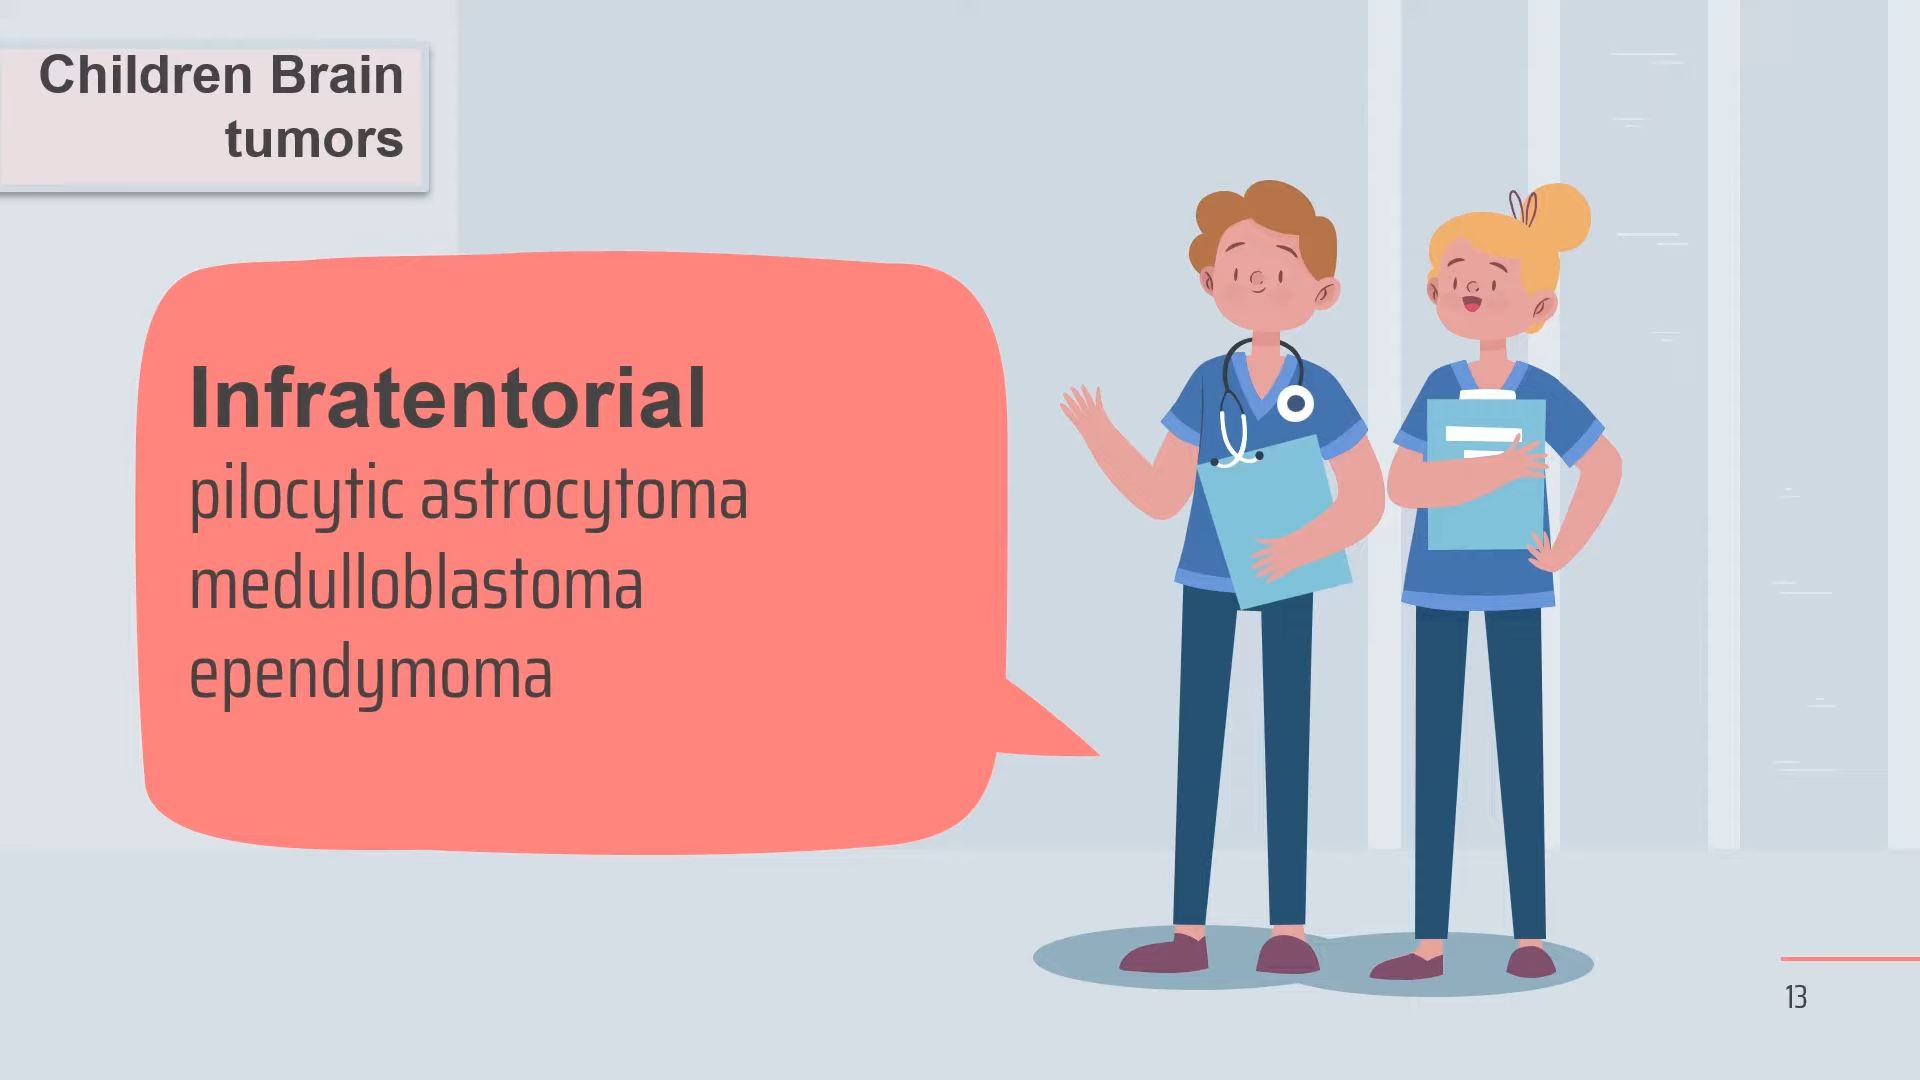 Children Brain
tumors
Infratentorial
pilocytic astrocytoma
medulloblastoma
ependymoma
13